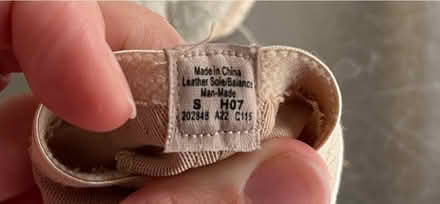 Made in China
Leather Sole/Balance
Man-Made
S H07
202848 A22 C115